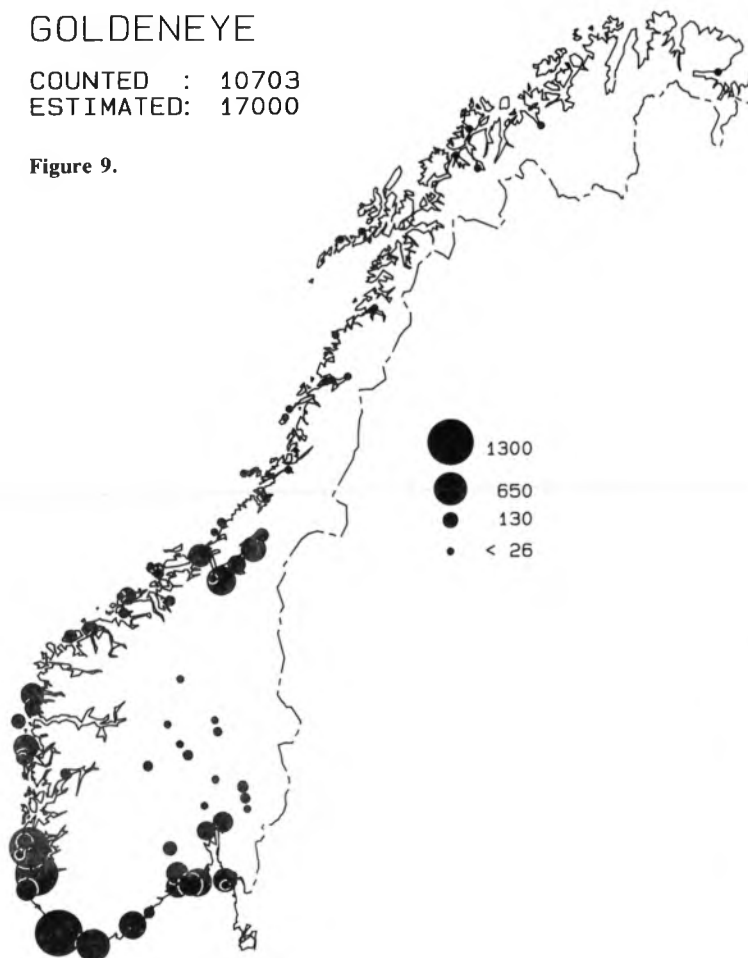 GOLDENEYE
COUNTED : 10703
ESTIMATED: 17000
Figure 9.
1300
650
130
< 26